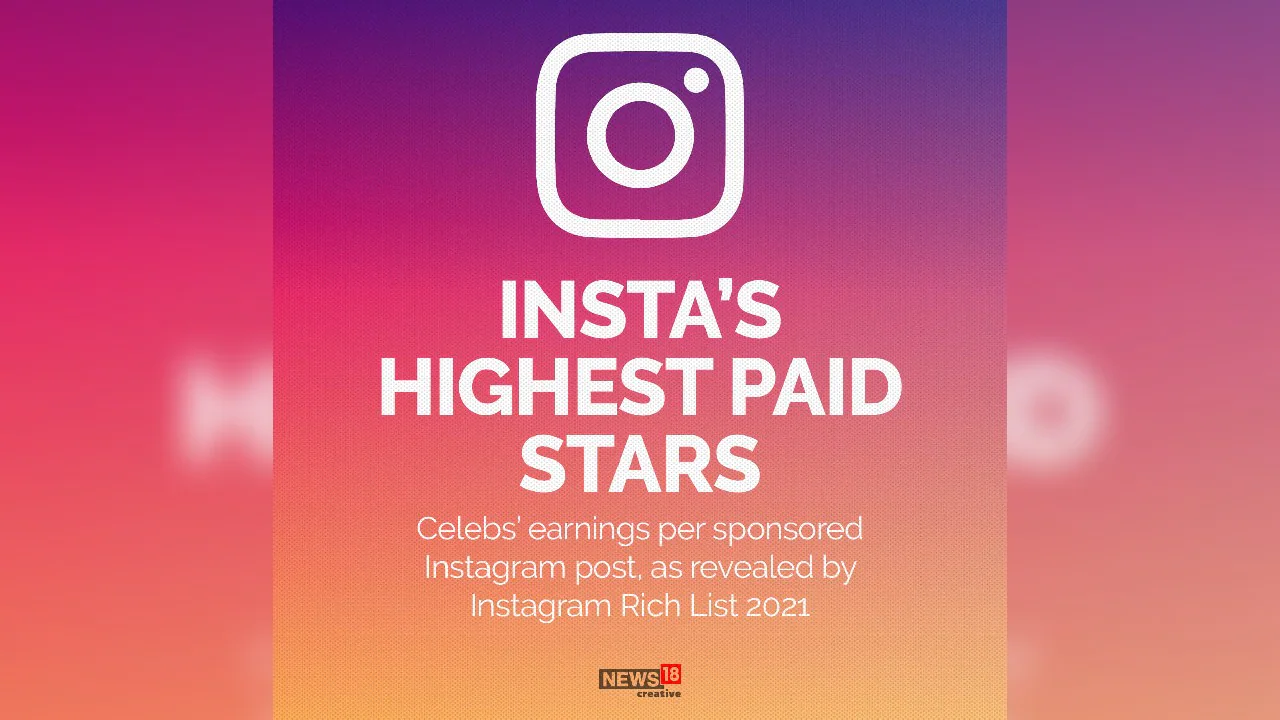 INSTA'S
HIGHEST PAID
STARS
Celebs' earnings per sponsored
Instagram post, as revealed by
Instagram Rich List 2021
NEWS18
creative